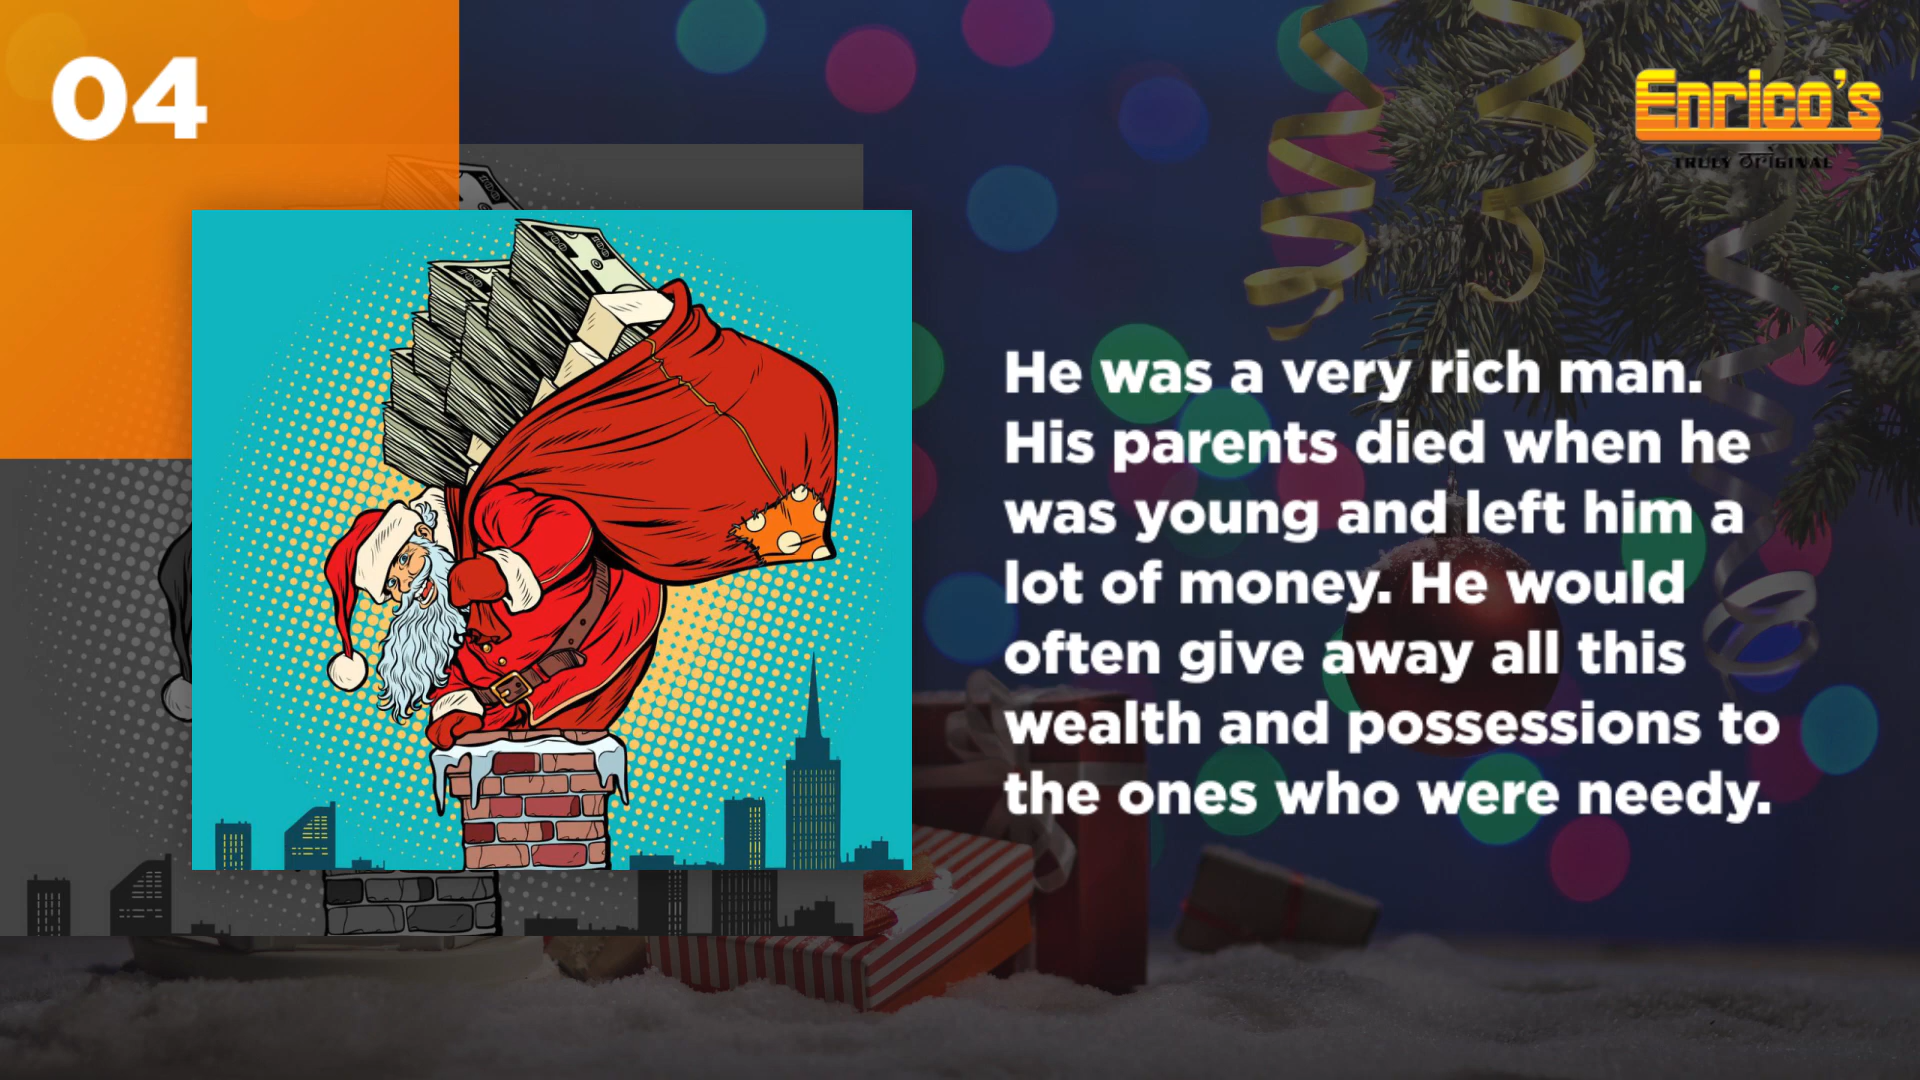 04
Enrico's
TRULY ORIGINAL
He was a very rich man.
His parents died when he
was young and left him a
lot of money. He would
often give away all this
wealth and possessions to
the ones who were needy.